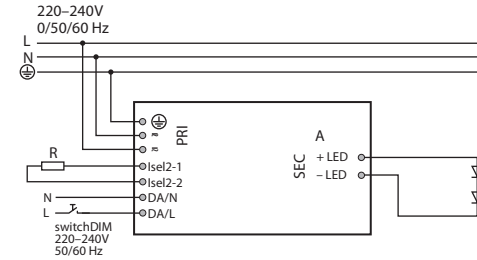 220–240V
0/50/60 Hz
L
N
PRI
A
SEC
+ LED
– LED
R
Isel2-1
Isel2-2
N
DA/N
L
DA/L
switchDIM
220–240V
50/60 Hz